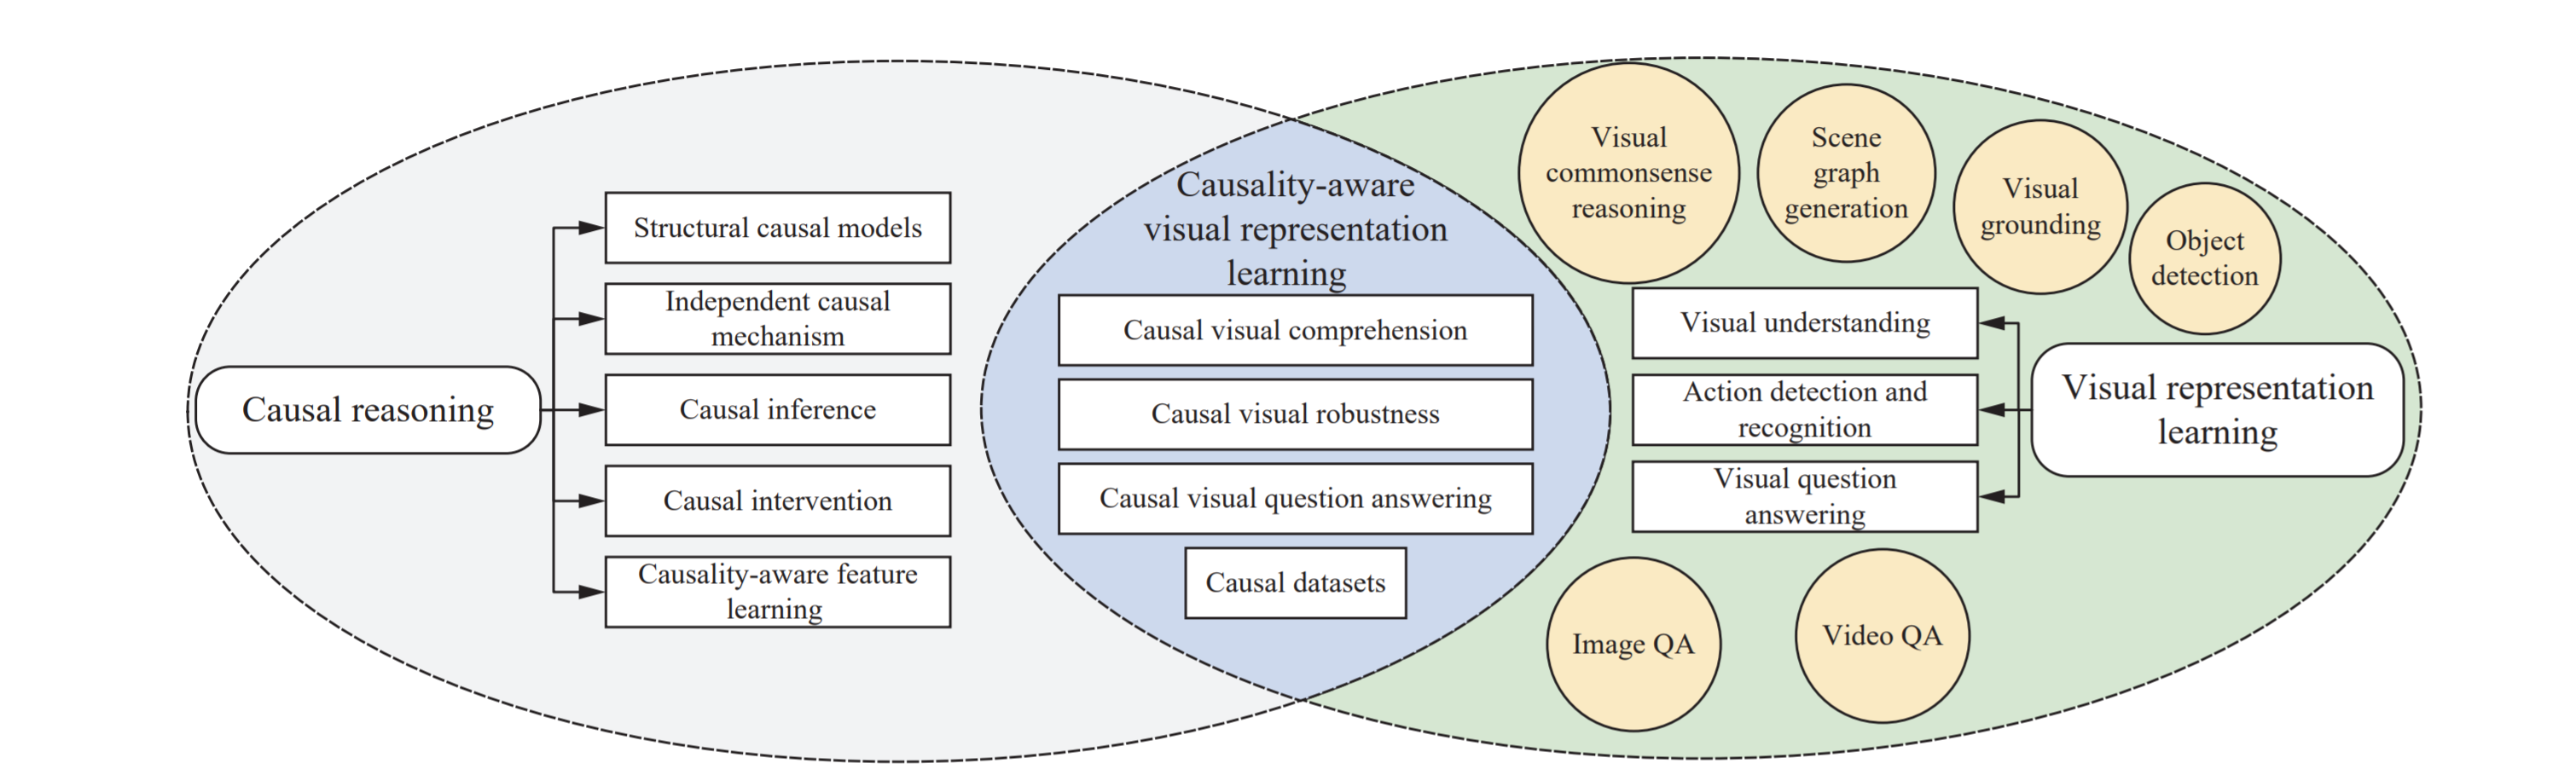 Causal reasoning
Structural causal models
Independent causal
mechanism
Causal inference
Causal intervention
Causality-aware feature
learning
Causality-aware
visual representation
learning
Causal visual comprehension
Causal visual robustness
Causal visual question answering
Causal datasets
Visual
commonsense
reasoning
Scene
graph
generation
Visual
grounding
Object
detection
Visual understanding
Action detection and
recognition
Visual question
answering
Visual representation
learning
Image QA
Video QA